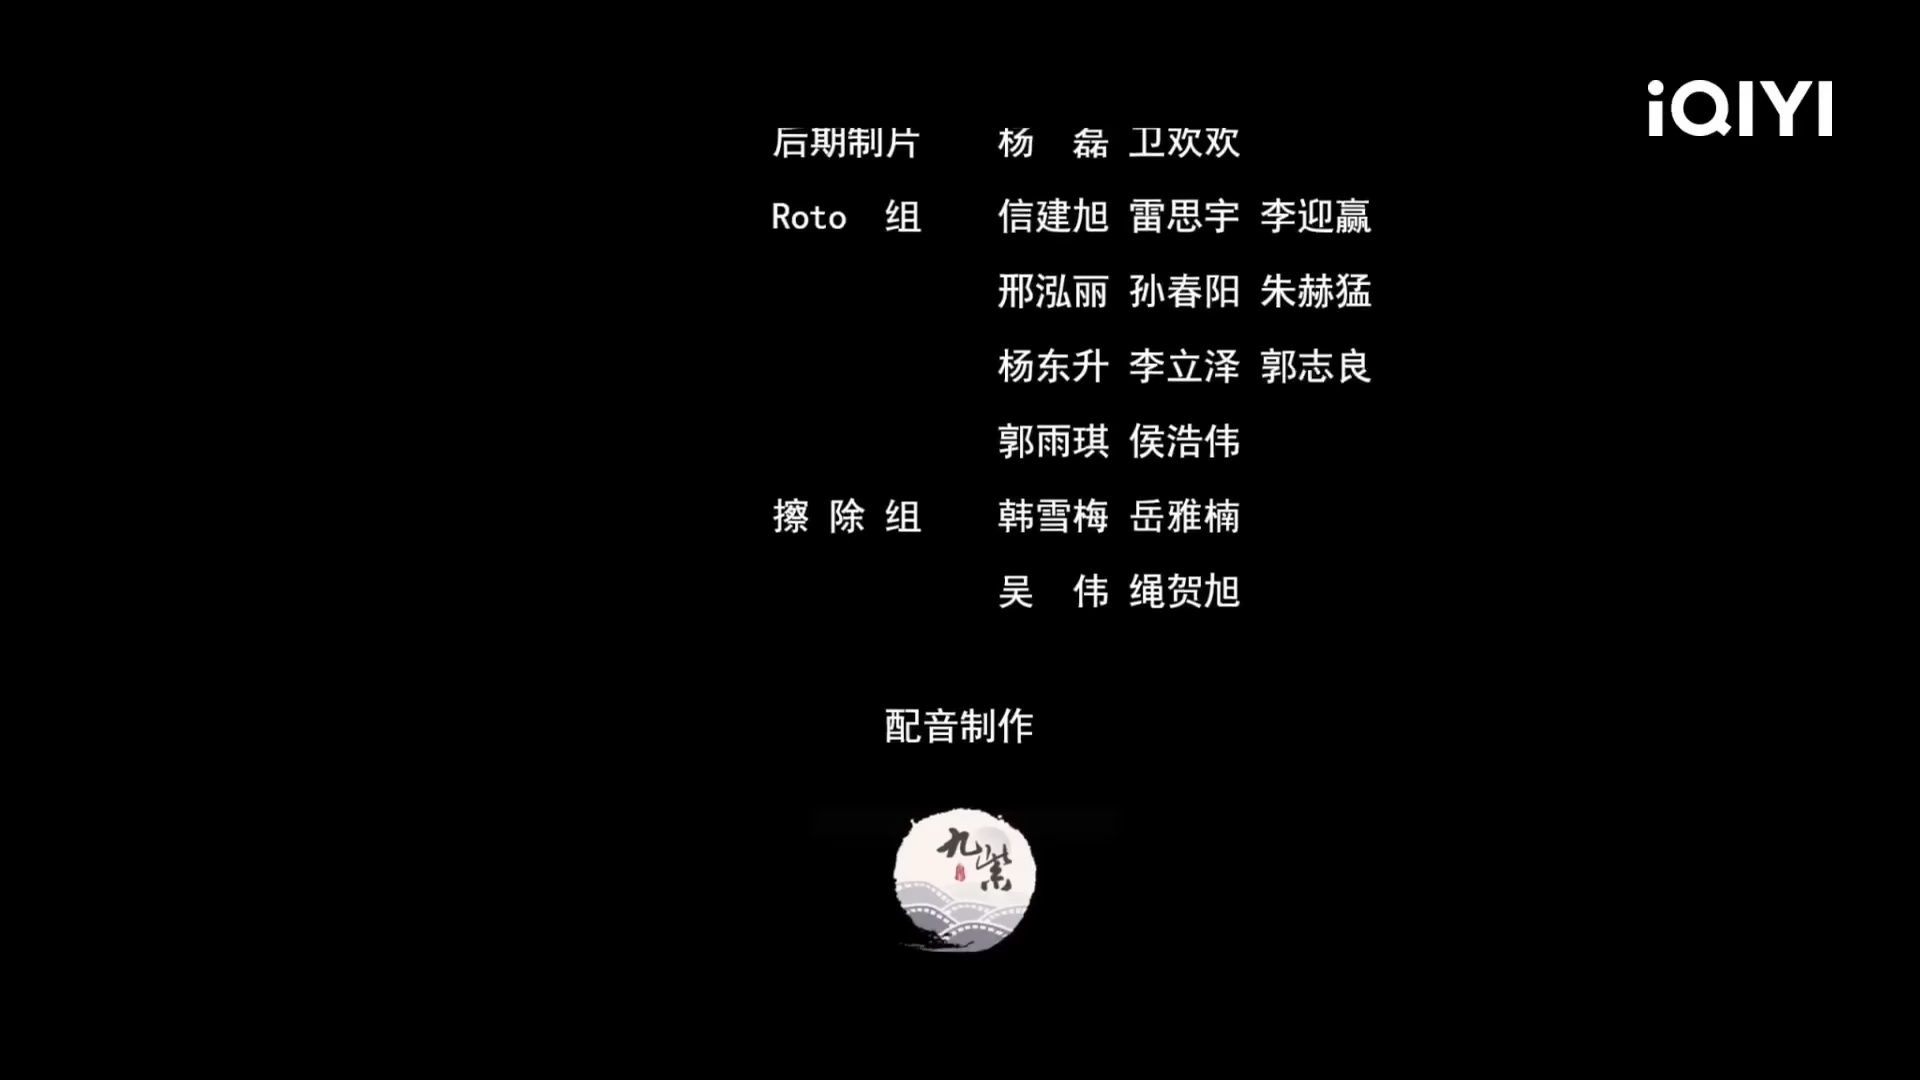 iQIYI
后期制片 杨 磊 卫欢欢
Roto 组 信建旭 雷思宇 李迎赢
邢泓丽 孙春阳 朱赫猛
杨东升 李立泽 郭志良
郭雨琪 侯浩伟
擦 除 组 韩雪梅 岳雅楠
吴 伟 绳贺旭
配音制作
九紫